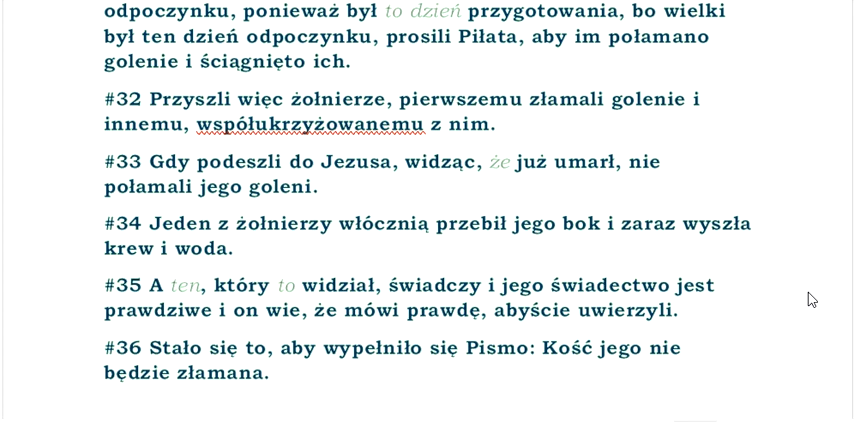 odpoczynku, ponieważ był to dzień przygotowania, bo wielki
był ten dzień odpoczynku, prosili Piłata, aby im połamano
golenie i ściągnięto ich.
#32 Przyszli więc żołnierze, pierwszemu złamali golenie i
innemu, współukrzyżowanemu z nim.
#33 Gdy podeszli do Jezusa, widząc, że już umarł, nie
połamali jego goleni.
#34 Jeden z żołnierzy włócznią przebił jego bok i zaraz wyszła
krew i woda.
#35 A ten, który to widział, świadczy i jego świadectwo jest
prawdziwe i on wie, że mówi prawdę, abyście uwierzyli.
#36 Stało się to, aby wypełniło się Pismo: Kość jego nie
będzie złamana.